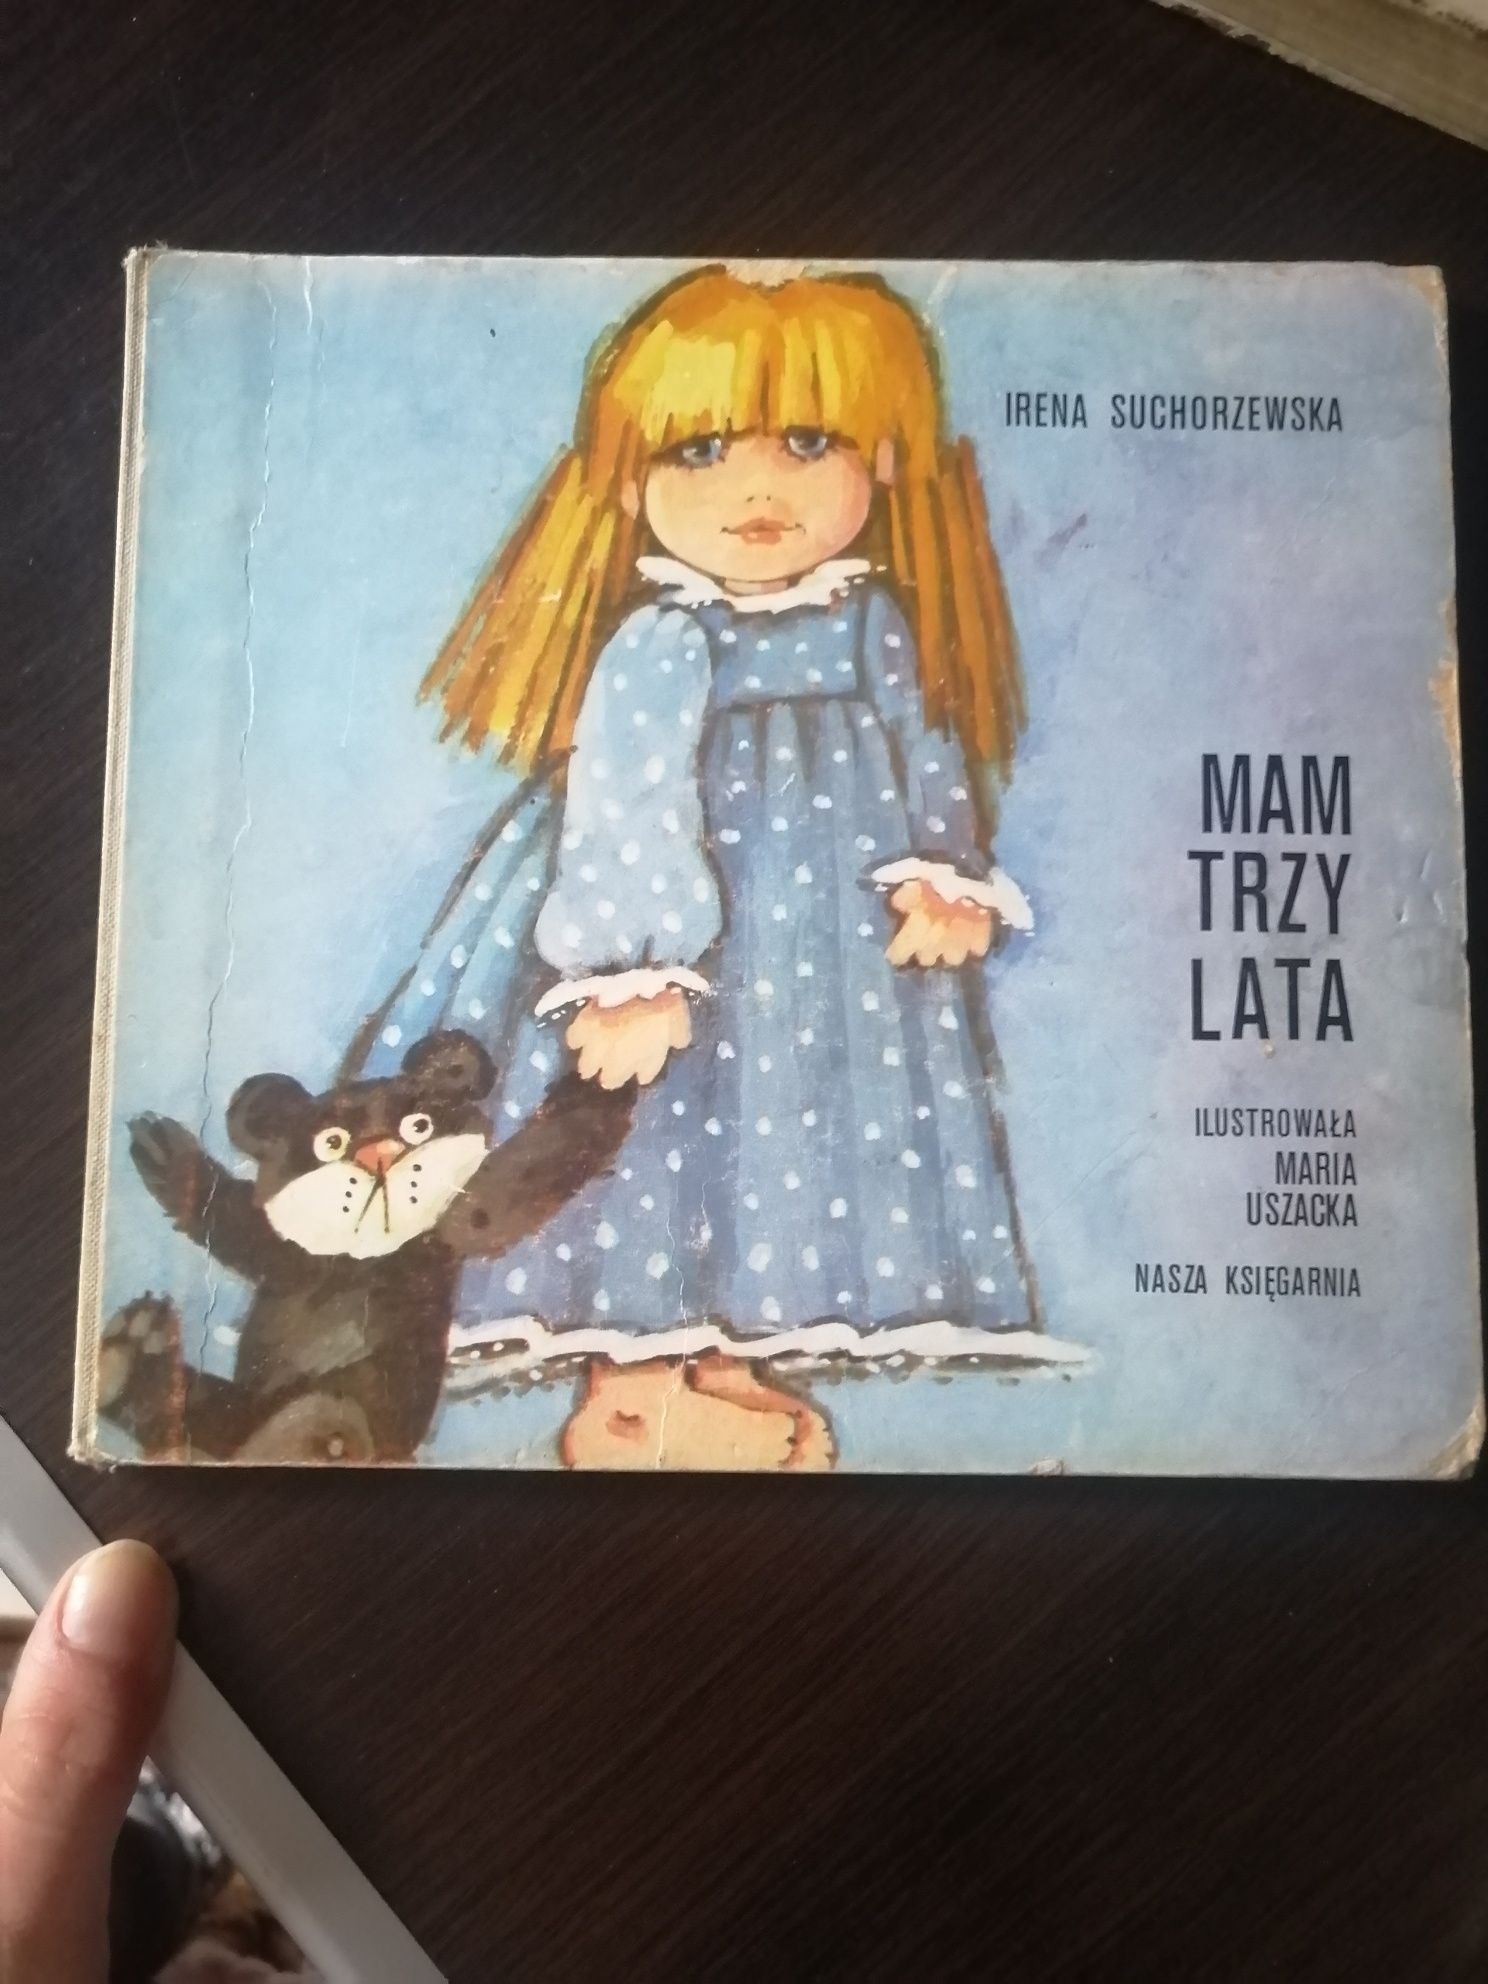 IRENA SUCHORZEWSKA
MAM
TRZY
LATA
ILUSTROWAŁA
MARIA
USZACKA
NASZA KSIĘGARNIA